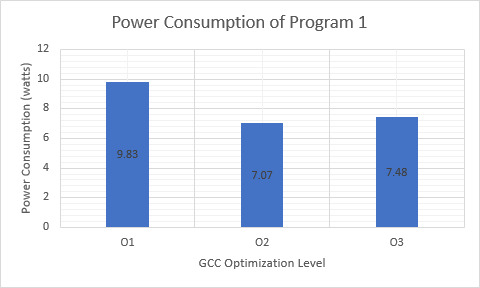 Power Consumption of Program 1
12
10
8
6
4
2
0
Power Consumption (watts)
9.83
7.07
7.48
O1 O2 O3
GCC Optimization Level